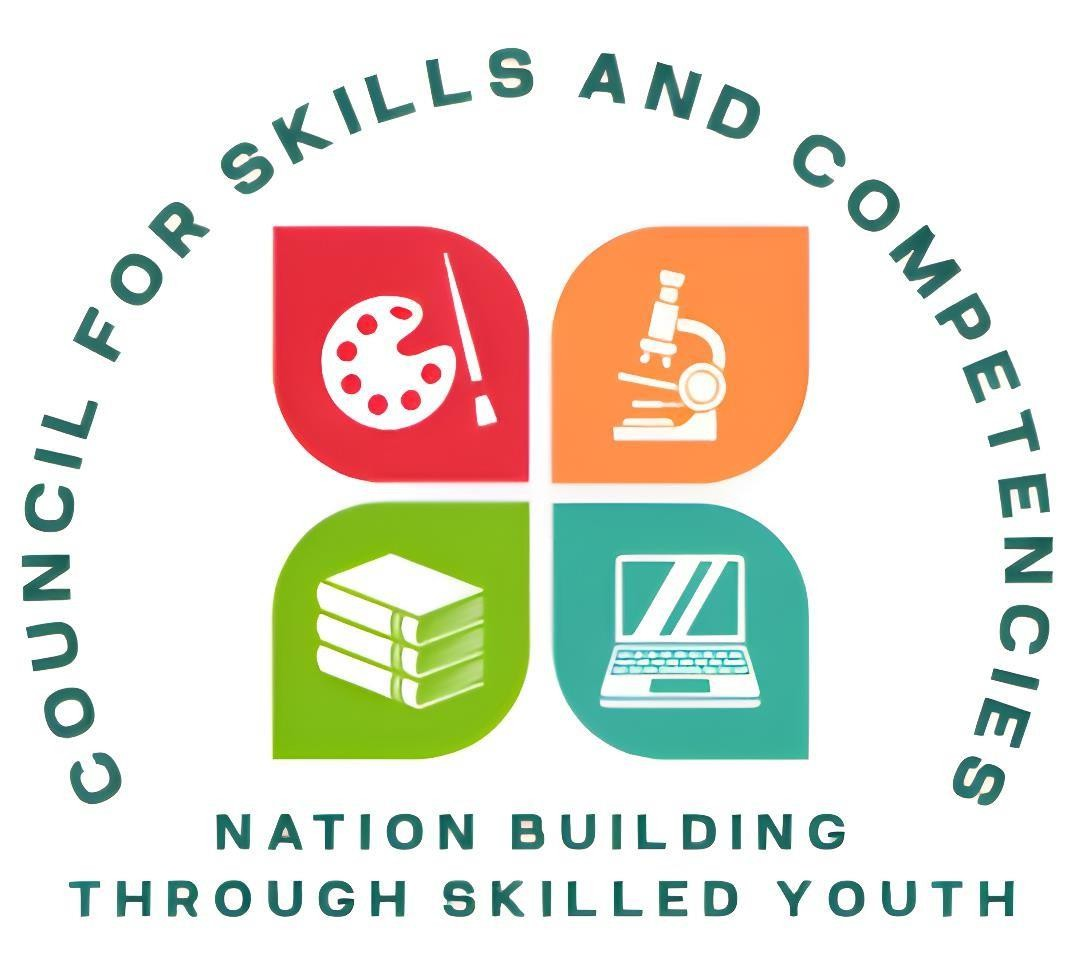 COUNCIL FOR SKILLS AND COMPETENCIES
NATION BUILDING
THROUGH SKILLED YOUTH